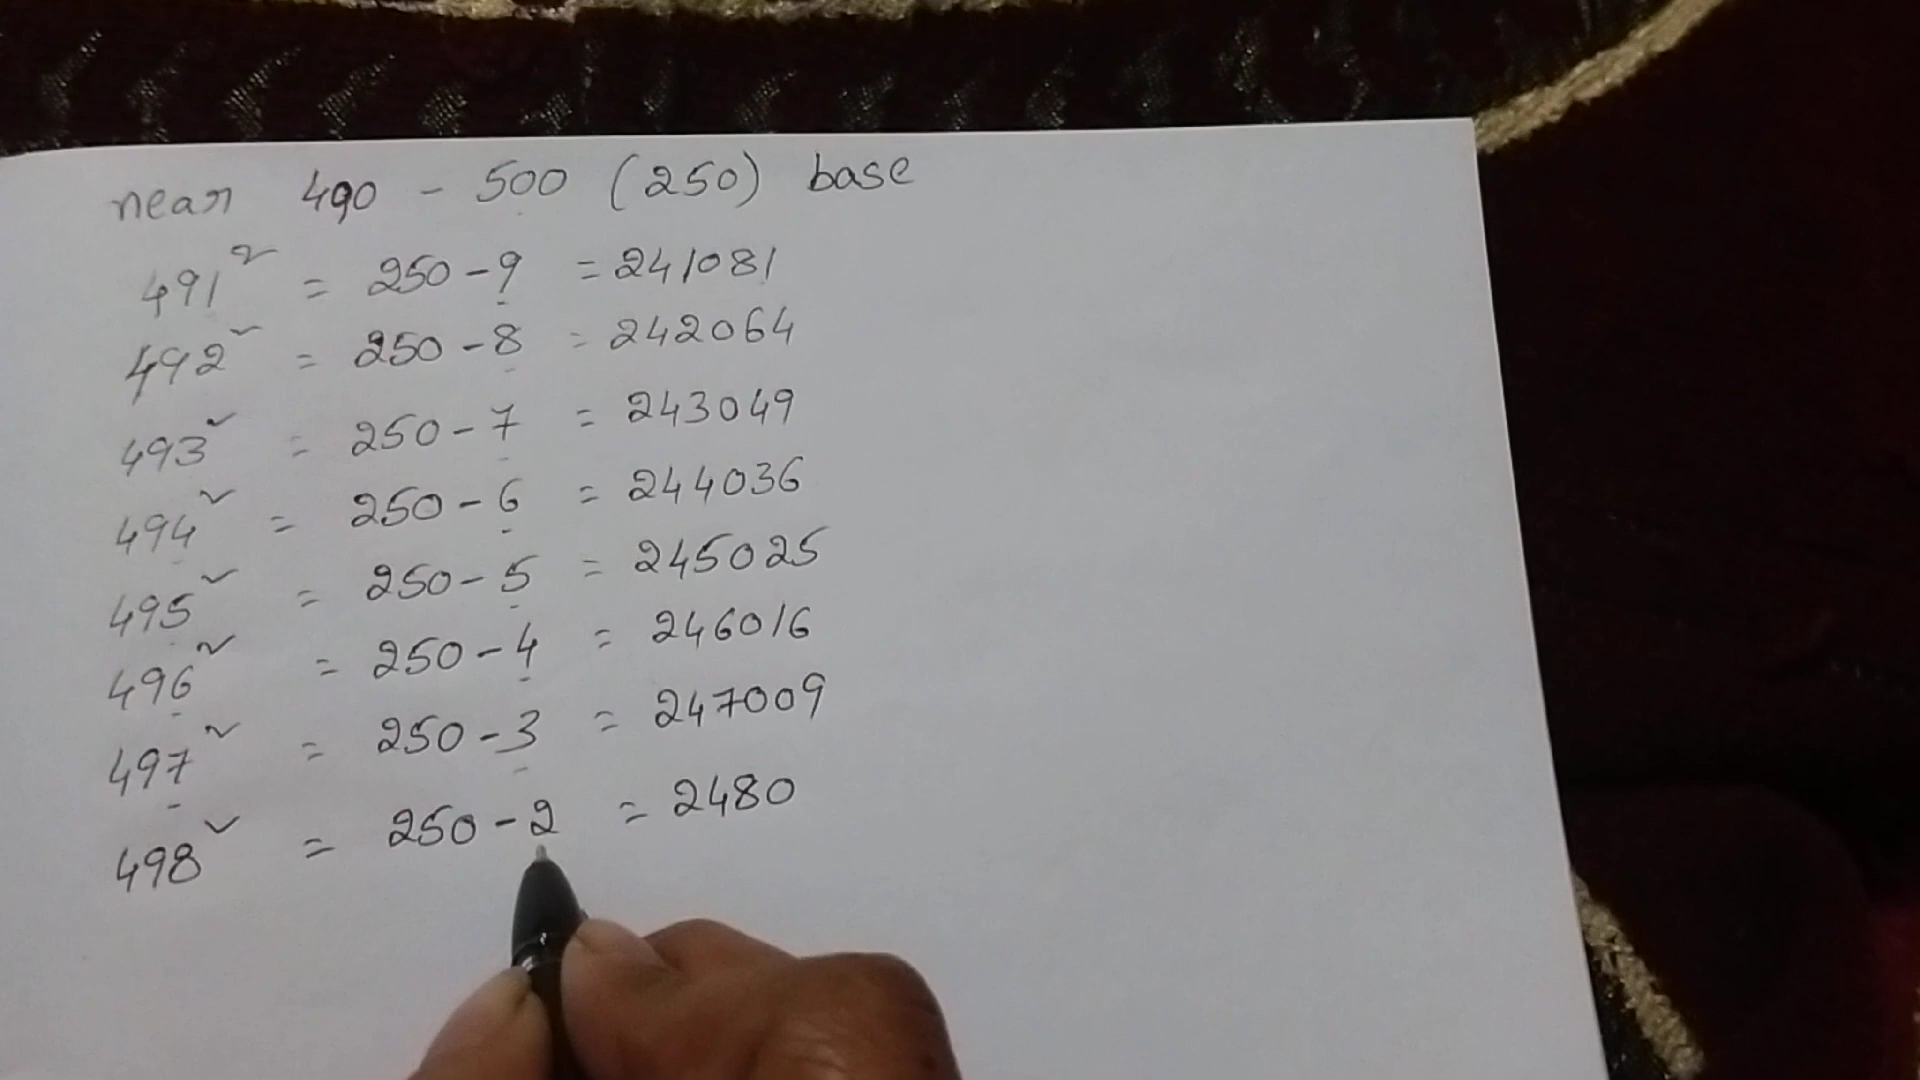 near 490 - 500 (250) base
491² = 250-9 = 241081
492² = 250-8 = 242064
493² = 250-7 = 243049
494² = 250-6 = 244036
495² = 250-5 = 245025
496² = 250-4 = 246016
497² = 250-3 = 247009
498² = 250-2 = 2480